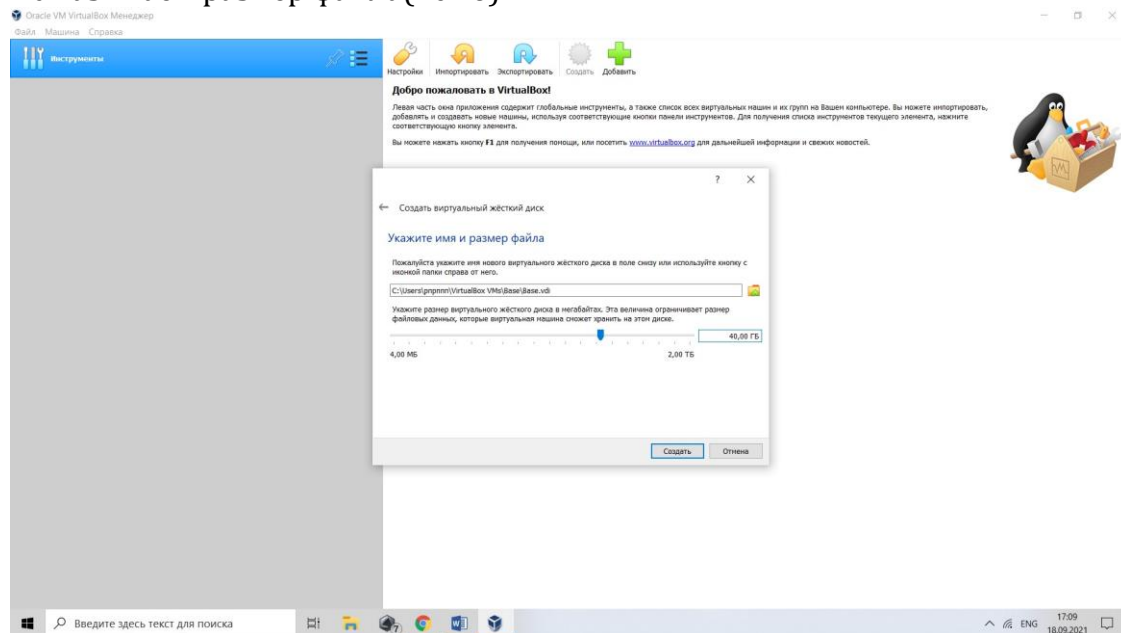 Oracle VM VirtualBox Менеджер
Файл Машина Справка
Инструменты
Настройки Импортировать Экспортировать Создать Добавить
Добро пожаловать в VirtualBox!
Левая часть окна приложения содержит глобальные инструменты, а также список всех виртуальных машин и их групп на Вашем компьютере. Вы можете импортировать,
добавлять и создавать новые машины, используя соответствующие кнопки панели инструментов. Для получения списка инструментов текущего элемента, нажмите
соответствующую кнопку элемента.
Вы можете нажать кнопку F1 для получения помощи, или посетить www.virtualbox.org для дальнейшей информации и свежих новостей.
? ×
← Создать виртуальный жёсткий диск
Укажите имя и размер файла
Пожалуйста укажите имя нового виртуального жёсткого диска в поле снизу или используйте кнопку с
иконкой папки справа от него.
C:\Users\pnpnnn\VirtualBox VMs\Base\Base.vdi
Укажите размер виртуального жёсткого диска в мегабайтах. Эта величина ограничивает размер
файловых данных, которые виртуальная машина сможет хранить на этом диске.
40,00 ГБ
4,00 МБ 2,00 ТБ
Создать Отмена
Введите здесь текст для поиска
ENG 17:09
18.09.2021